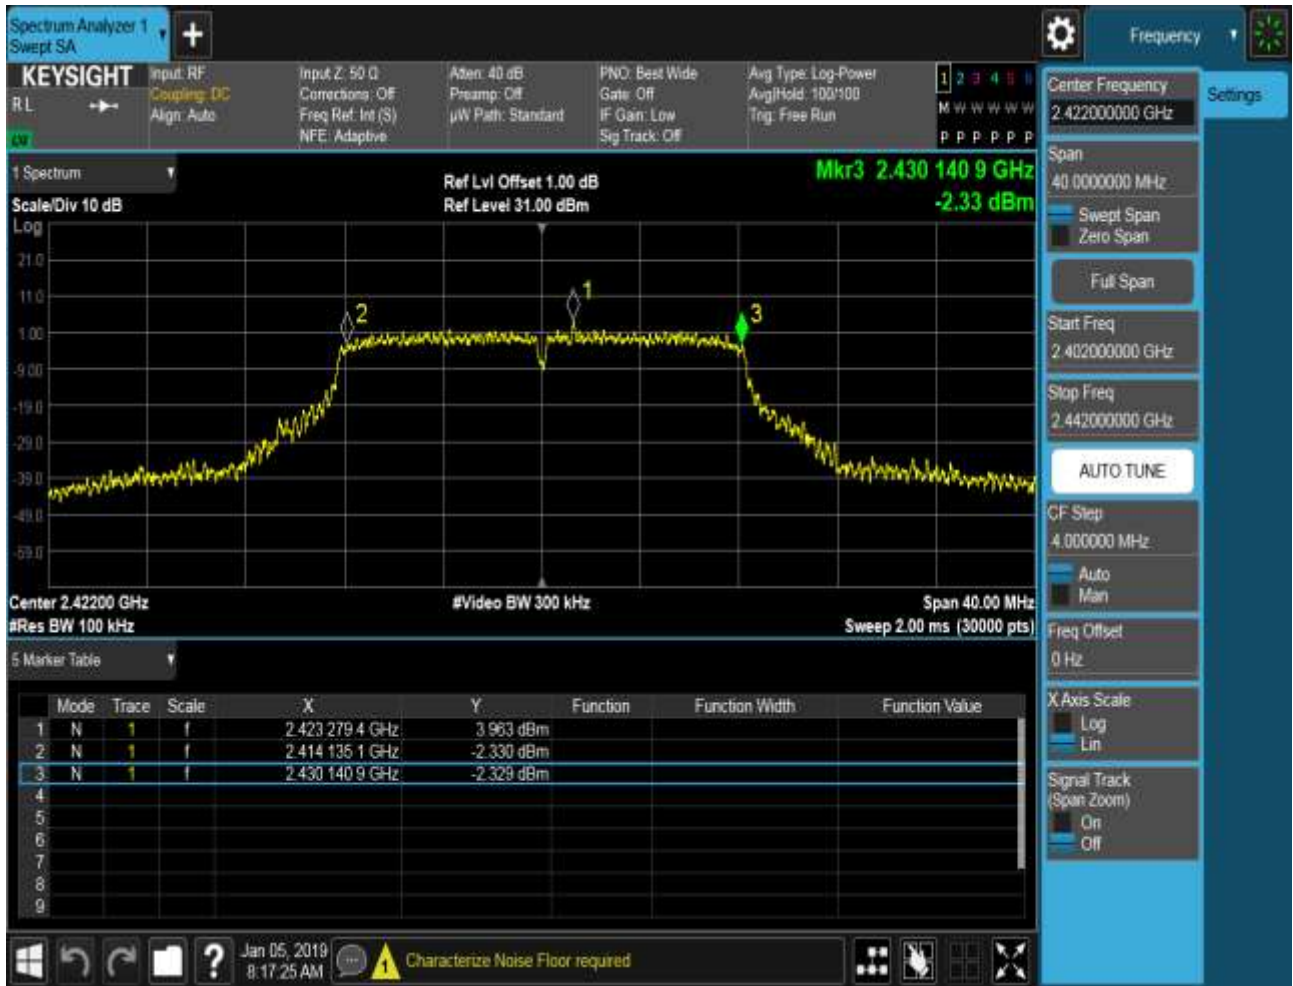 Spectrum Analyzer 1
Swept SA
+
Frequency
KEYSIGHT
RL
Input: RF
Coupling: DC
Align: Auto
Input Z: 50 Ω
Corrections: Off
Freq Ref: Int (S)
NFE: Adaptive
Atten: 40 dB
Preamp: Off
µW Path: Standard
PNO: Best Wide
Gate: Off
IF Gain: Low
Sig Track: Off
Avg Type: Log-Power
Avg|Hold: 100/100
Trig: Free Run
1 2 3 4 5 6
M W W W W W
P P P P P P
1 Spectrum
Scale/Div 10 dB
Ref Lvl Offset 1.00 dB
Ref Level 31.00 dBm
Mkr3 2.430 140 9 GHz
-2.33 dBm
Log
21.0
11.0
1.00
-9.00
-19.0
-29.0
-39.0
-49.0
-59.0
2
1
3
Center 2.42200 GHz
#Res BW 100 kHz
#Video BW 300 kHz
Span 40.00 MHz
Sweep 2.00 ms (30000 pts)
5 Marker Table
Mode Trace Scale X Y Function Function Width Function Value
1 N 1 f 2.423 279 4 GHz 3.963 dBm
2 N 1 f 2.414 135 1 GHz -2.330 dBm
3 N 1 f 2.430 140 9 GHz -2.329 dBm
4
5
6
7
8
9
Jan 05, 2019
8:17:25 AM
?
1
Characterize Noise Floor required
Center Frequency
2.422000000 GHz
Span
40.0000000 MHz
Swept Span
Zero Span
Full Span
Start Freq
2.402000000 GHz
Stop Freq
2.442000000 GHz
AUTO TUNE
CF Step
4.000000 MHz
Auto
Man
Freq Offset
0 Hz
X Axis Scale
Log
Lin
Signal Track
(Span Zoom)
On
Off
Settings